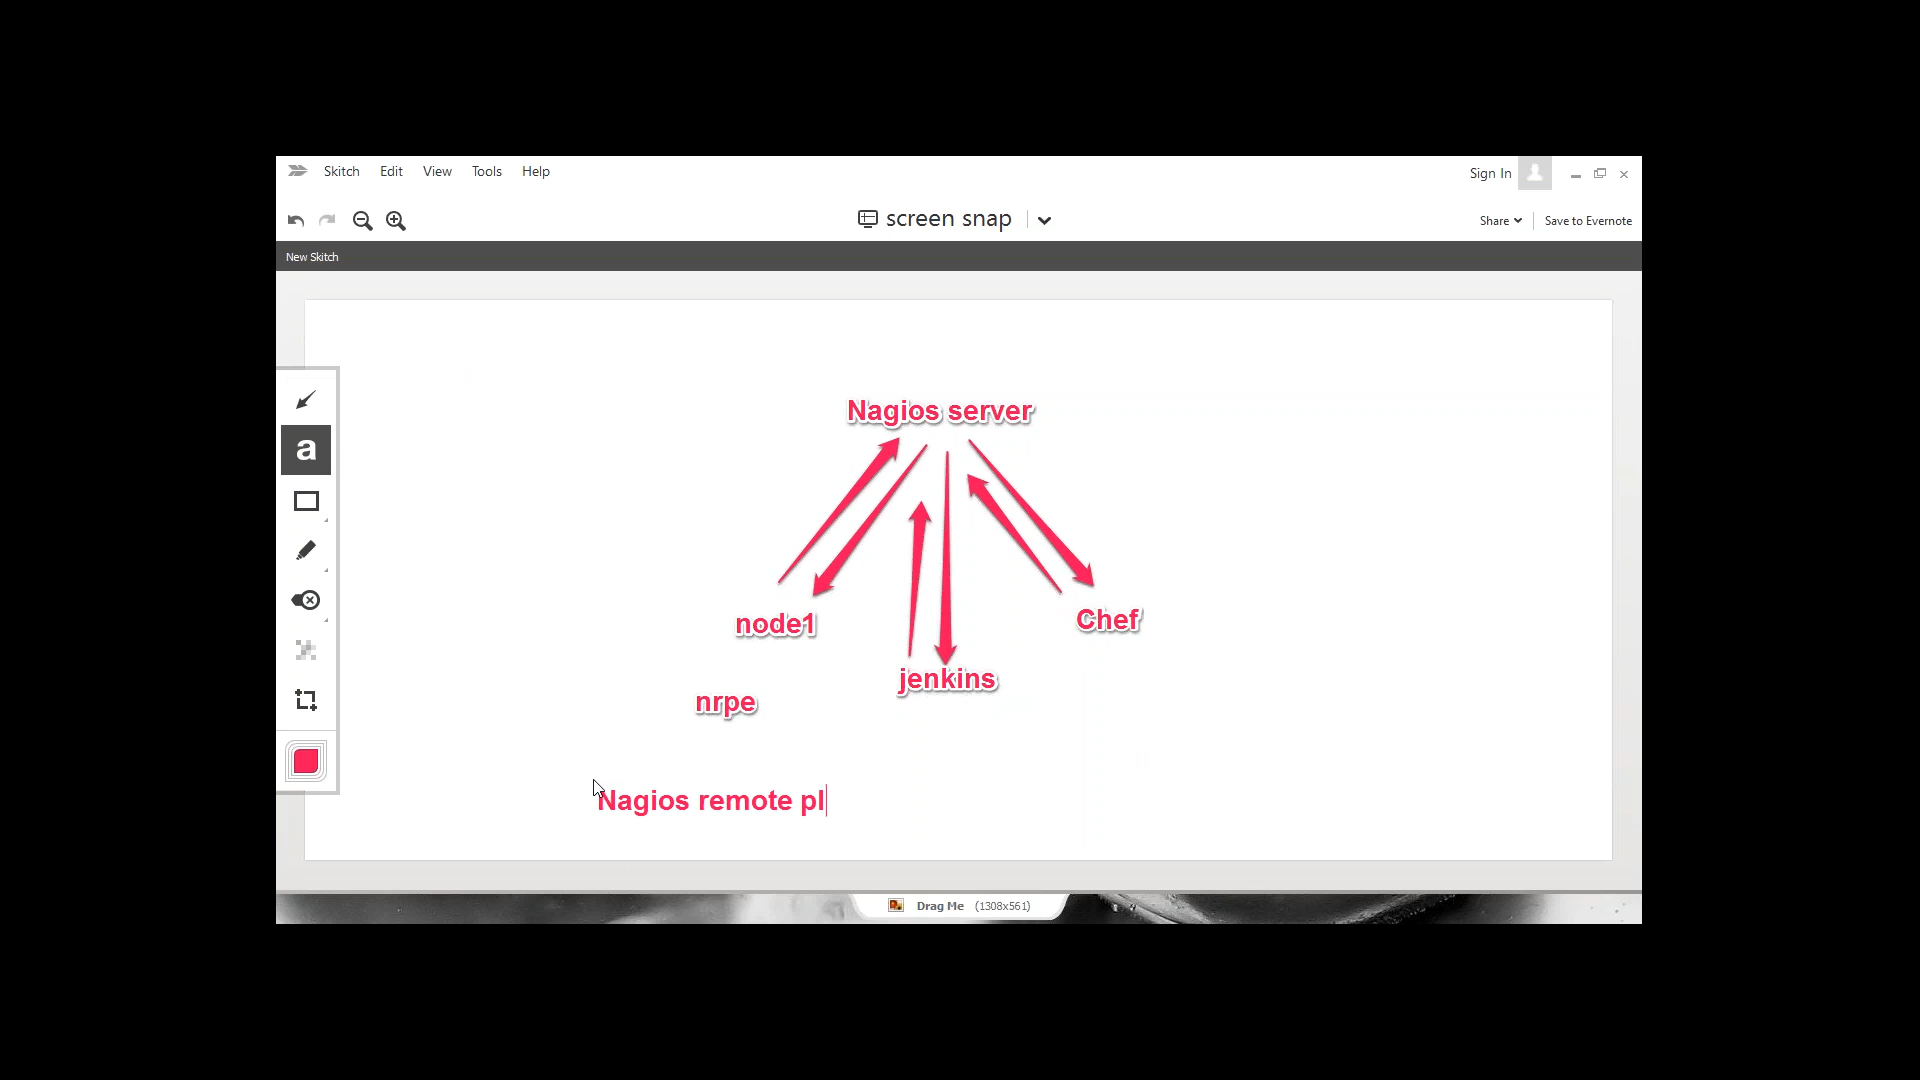 Skitch Edit View Tools Help
Sign In
screen snap
Share
Save to Evernote
New Skitch
a
Nagios server
node1
Chef
jenkins
nrpe
Nagios remote pl
Drag Me (1308x561)